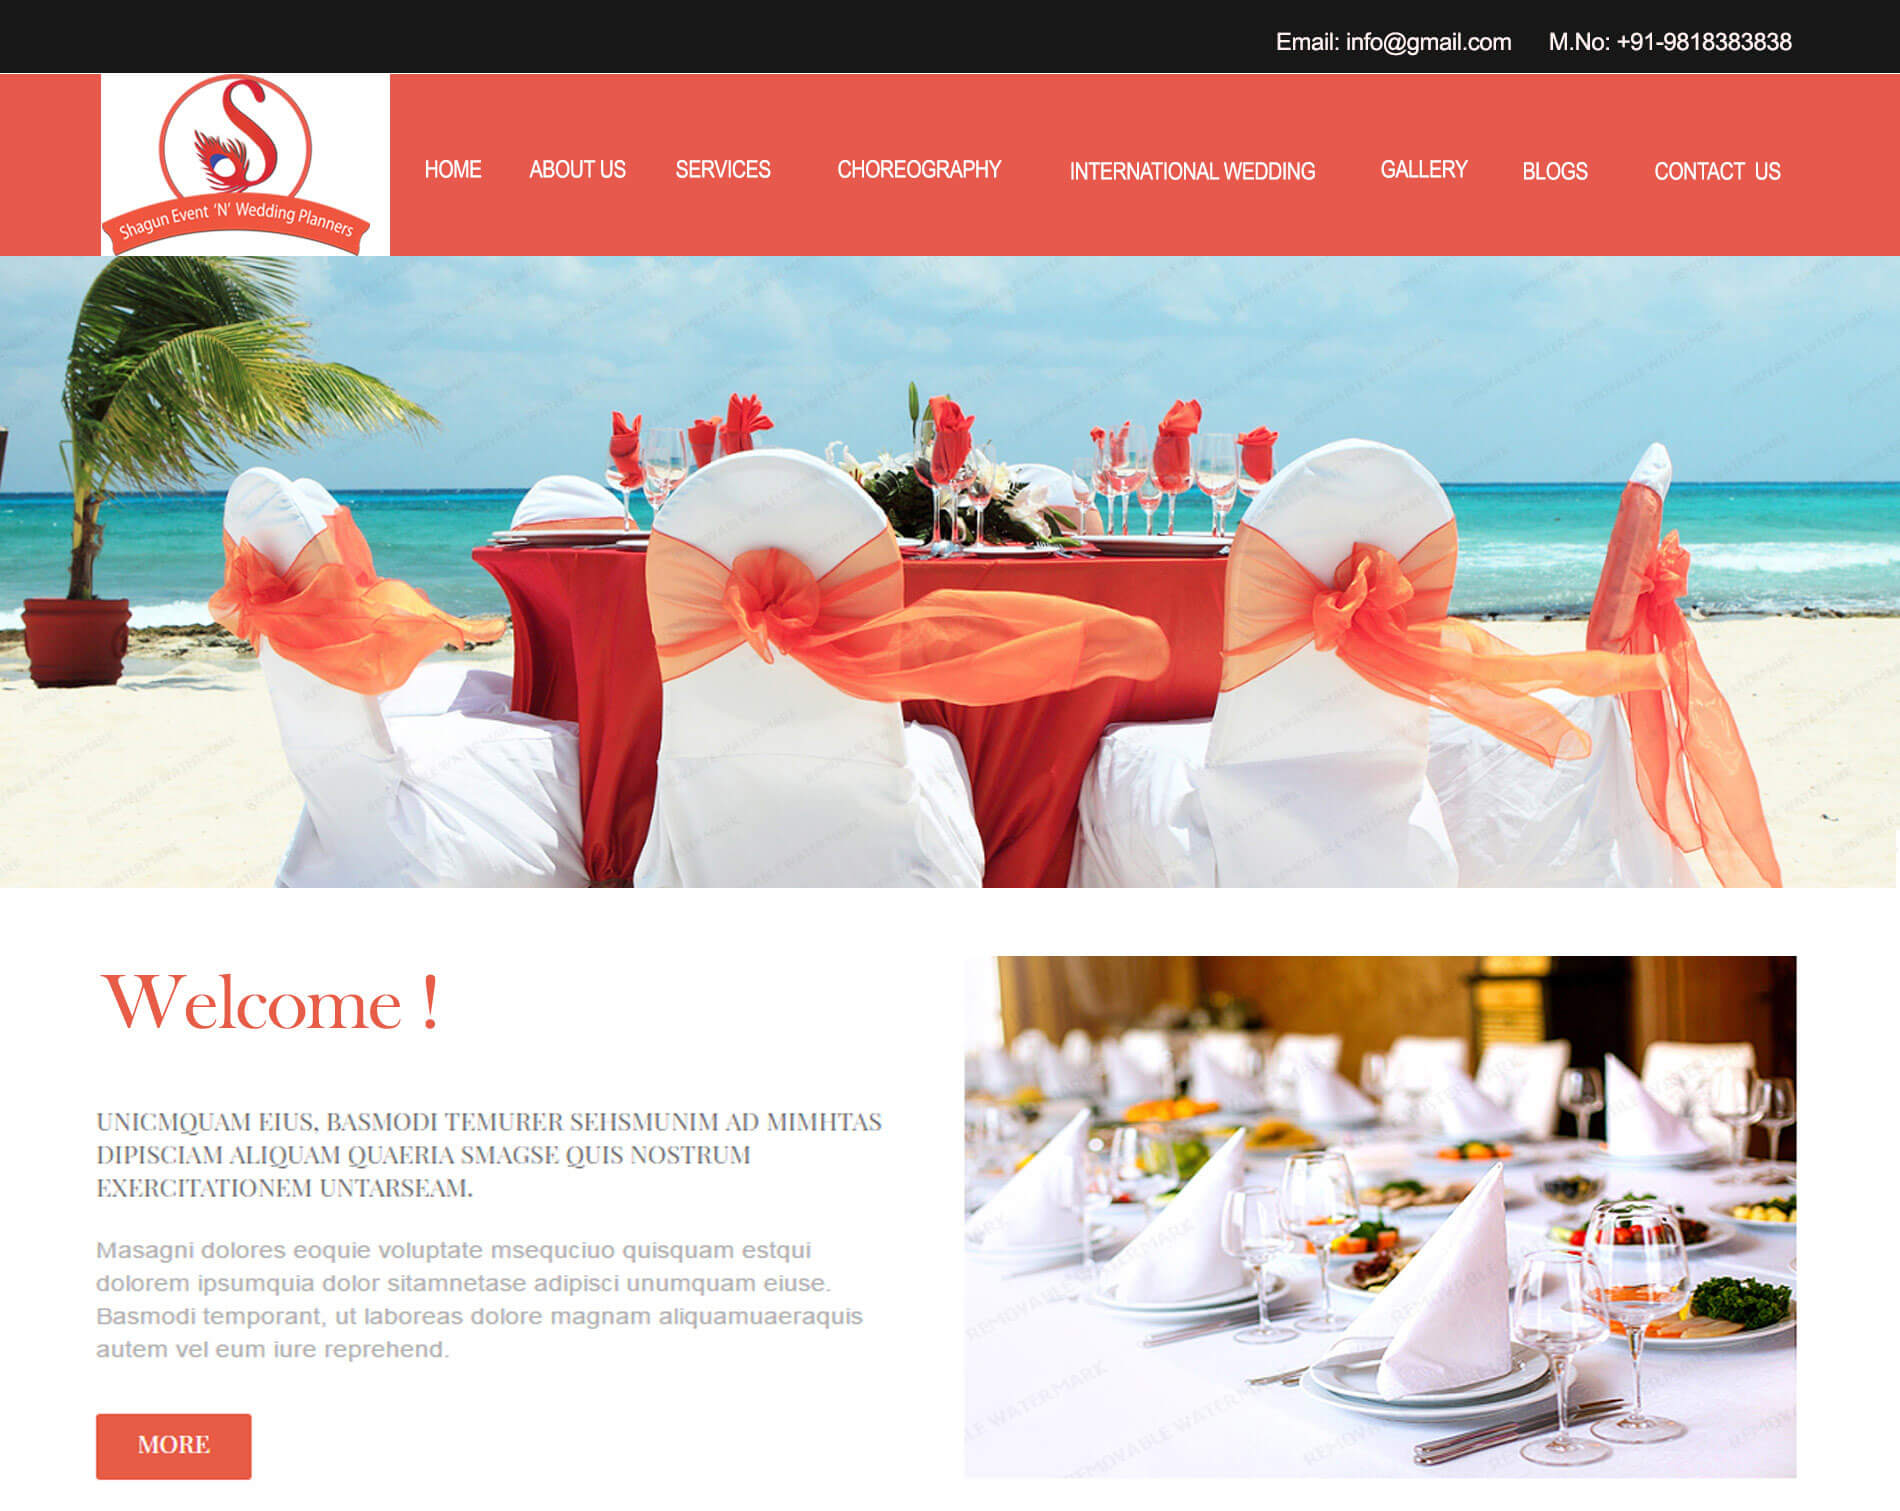 Email: info@gmail.com M.No: +91-9818383838
S
Shagun Event 'N' Wedding Planners
HOME ABOUT US SERVICES CHOREOGRAPHY INTERNATIONAL WEDDING GALLERY BLOGS CONTACT US
Welcome !
UNICMQUAM EIUS, BASMODI TEMURER SEHSMUNIM AD MIMHTAS
DIPISCIAM ALIQUAM QUAERIA SMAGSE QUIS NOSTRUM
EXERCITATIONEM UNTARSEAM.
Masagni dolores eoquie voluptate msequciuo quisquam estqui
dolorem ipsumquia dolor sitamnetase adipisci unumquam eiuse.
Basmodi temporant, ut laboreas dolore magnam aliquamuaeraquis
autem vel eum iure reprehend.
MORE
REMOVABLE WATERMARK